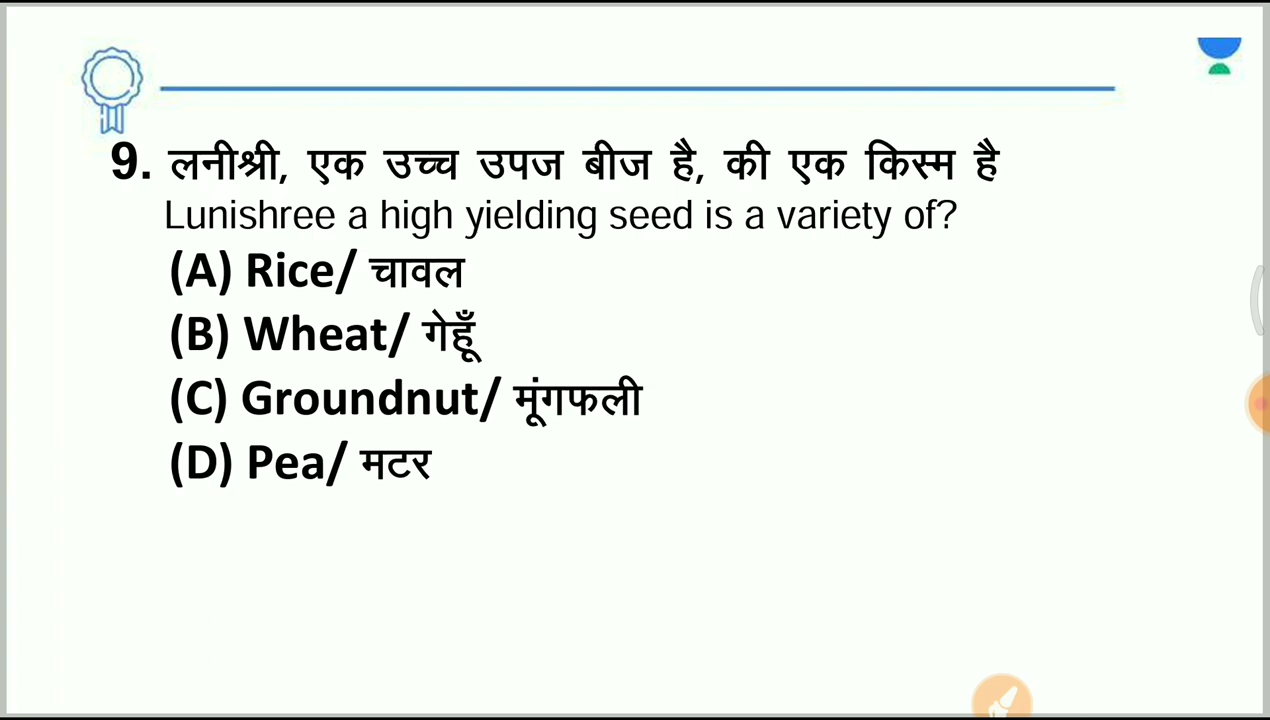 9. लनीश्री, एक उच्च उपज बीज है, की एक किस्म है
Lunishree a high yielding seed is a variety of?
(A) Rice/ चावल
(B) Wheat/ गेहूँ
(C) Groundnut/ मूंगफली
(D) Pea/ मटर